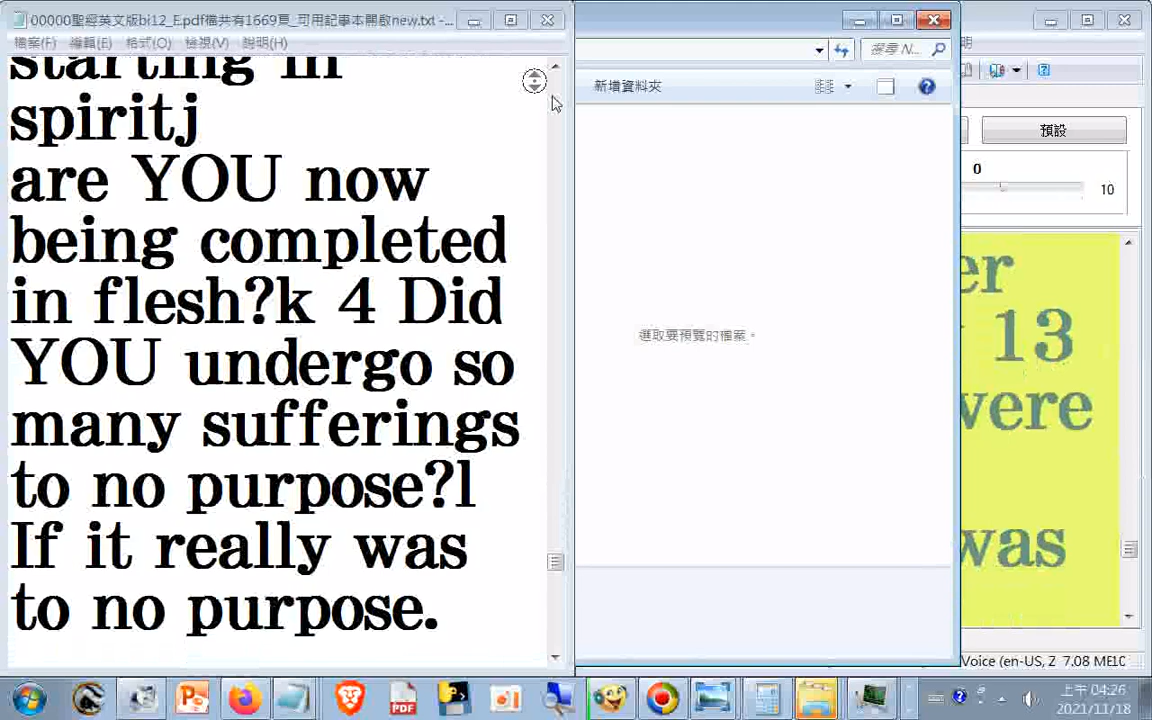 00000聖經英文版bi12_E.pdf檔共有1669頁_可用記事本開啟new.txt -...
檔案(F) 編輯(E) 格式(O) 檢視(V) 說明(H)
starting in
spiritj
are YOU now
being completed
in flesh?k 4 Did
YOU undergo so
many sufferings
to no purpose?l
If it really was
to no purpose.
搜尋 N...
新增資料夾
選取要預覽的檔案。
明
預設
0
10
er
13
were
was
Voice (en-US, Z 7.08 ME1C
上午 04:26
2021/11/18